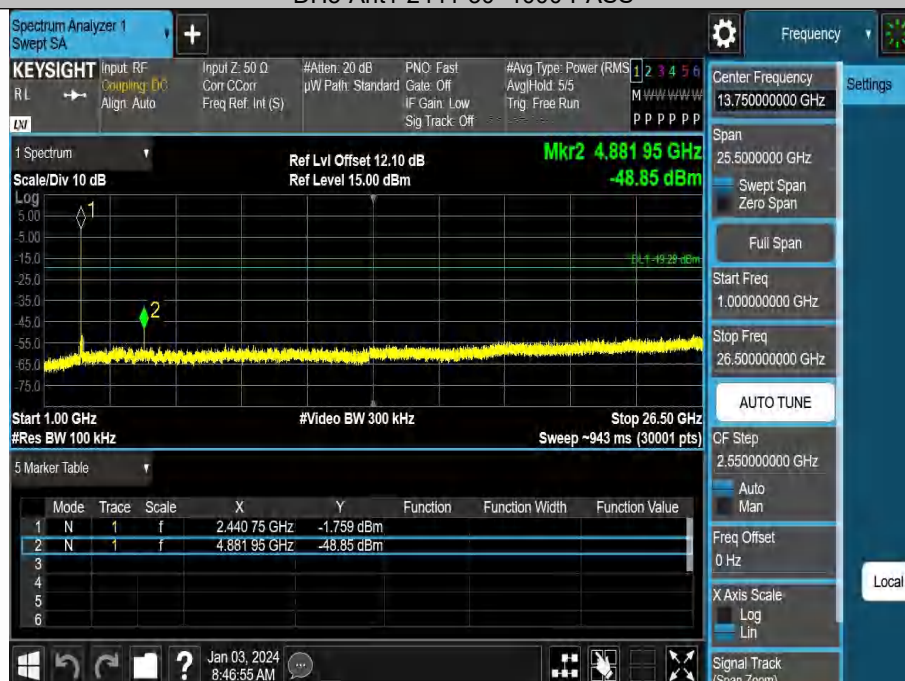 Spectrum Analyzer 1
Swept SA
Frequency
KEYSIGHT
RL
LXI
Input: RF
Coupling: DC
Align: Auto
Input Z: 50 Ω
Corr CCorr
Freq Ref: Int (S)
#Atten: 20 dB
µW Path: Standard
PNO: Fast
Gate: Off
IF Gain: Low
Sig Track: Off
#Avg Type: Power (RMS
Avg|Hold: 5/5
Trig: Free Run
1 2 3 4 5 6
M W W W W W
P P P P P P
1 Spectrum
Scale/Div 10 dB
Ref Lvl Offset 12.10 dB
Ref Level 15.00 dBm
Mkr2 4.881 95 GHz
-48.85 dBm
Log
5.00
-5.00
-15.0
-25.0
-35.0
-45.0
-55.0
-65.0
-75.0
1
2
DL1 -19.29 dBm
Start 1.00 GHz
#Res BW 100 kHz
#Video BW 300 kHz
Stop 26.50 GHz
Sweep ~943 ms (30001 pts)
5 Marker Table
Mode Trace Scale X Y Function Function Width Function Value
1 N 1 f 2.440 75 GHz -1.759 dBm
2 N 1 f 4.881 95 GHz -48.85 dBm
3
4
5
6
Jan 03, 2024
8:46:55 AM
Center Frequency
13.750000000 GHz
Span
25.5000000 GHz
Swept Span
Zero Span
Full Span
Start Freq
1.000000000 GHz
Stop Freq
26.500000000 GHz
AUTO TUNE
CF Step
2.550000000 GHz
Auto
Man
Freq Offset
0 Hz
X Axis Scale
Log
Lin
Signal Track
(Span Zoom)
Settings
Local